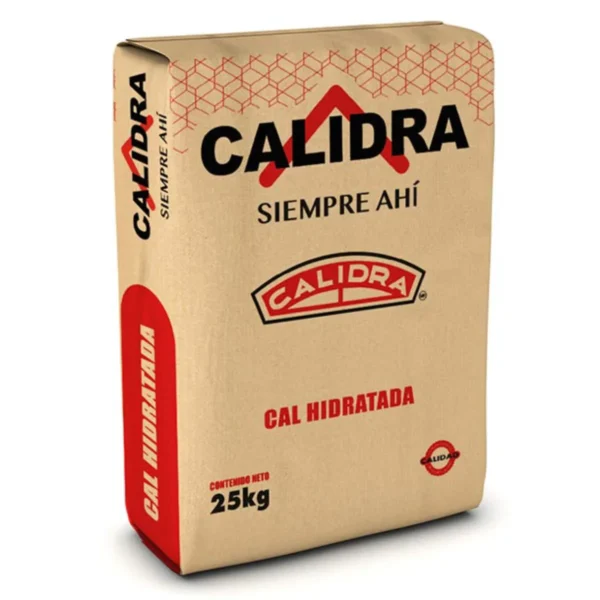 CALIDRA
SIEMPRE AHÍ
CALIDRA
CAL HIDRATADA
CONTENIDO NETO
25kg
CALIDAD
CALIDRA
SIEMPRE AHÍ
CAL HIDRATADA